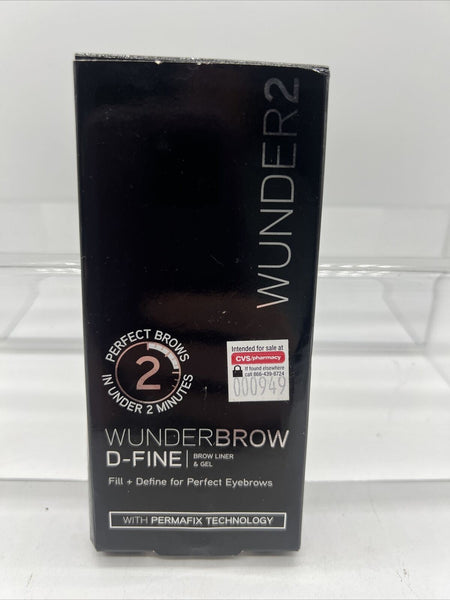 WUNDER2
PERFECT BROWS
2
IN UNDER 2 MINUTES
Intended for sale at
CVS/pharmacy
If found elsewhere
call 866-439-6724
000949
WUNDERBROW
D-FINE | BROW LINER
& GEL
Fill + Define for Perfect Eyebrows
WITH PERMAFIX TECHNOLOGY